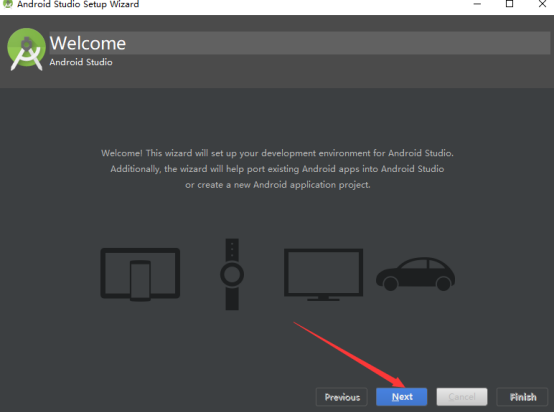 Android Studio Setup Wizard
Welcome
Android Studio
Welcome! This wizard will set up your development environment for Android Studio.
Additionally, the wizard will help port existing Android apps into Android Studio
or create a new Android application project.
Previous Next Cancel Finish